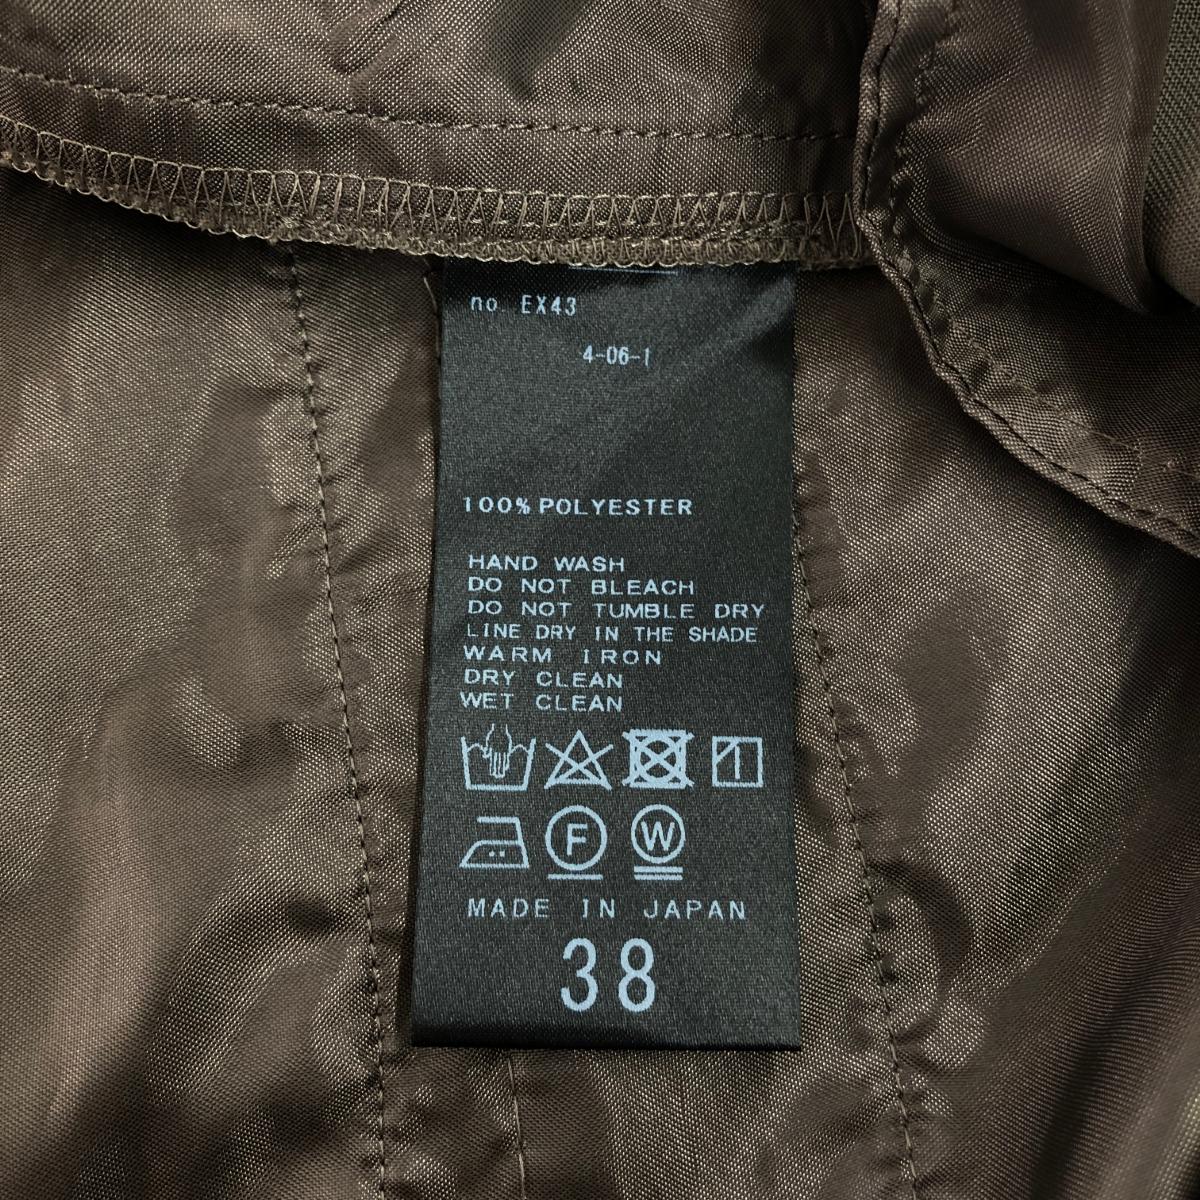 no EX43
4-06-1
100% POLYESTER
HAND WASH
DO NOT BLEACH
DO NOT TUMBLE DRY
LINE DRY IN THE SHADE
WARM IRON
DRY CLEAN
WET CLEAN
F W
MADE IN JAPAN
38